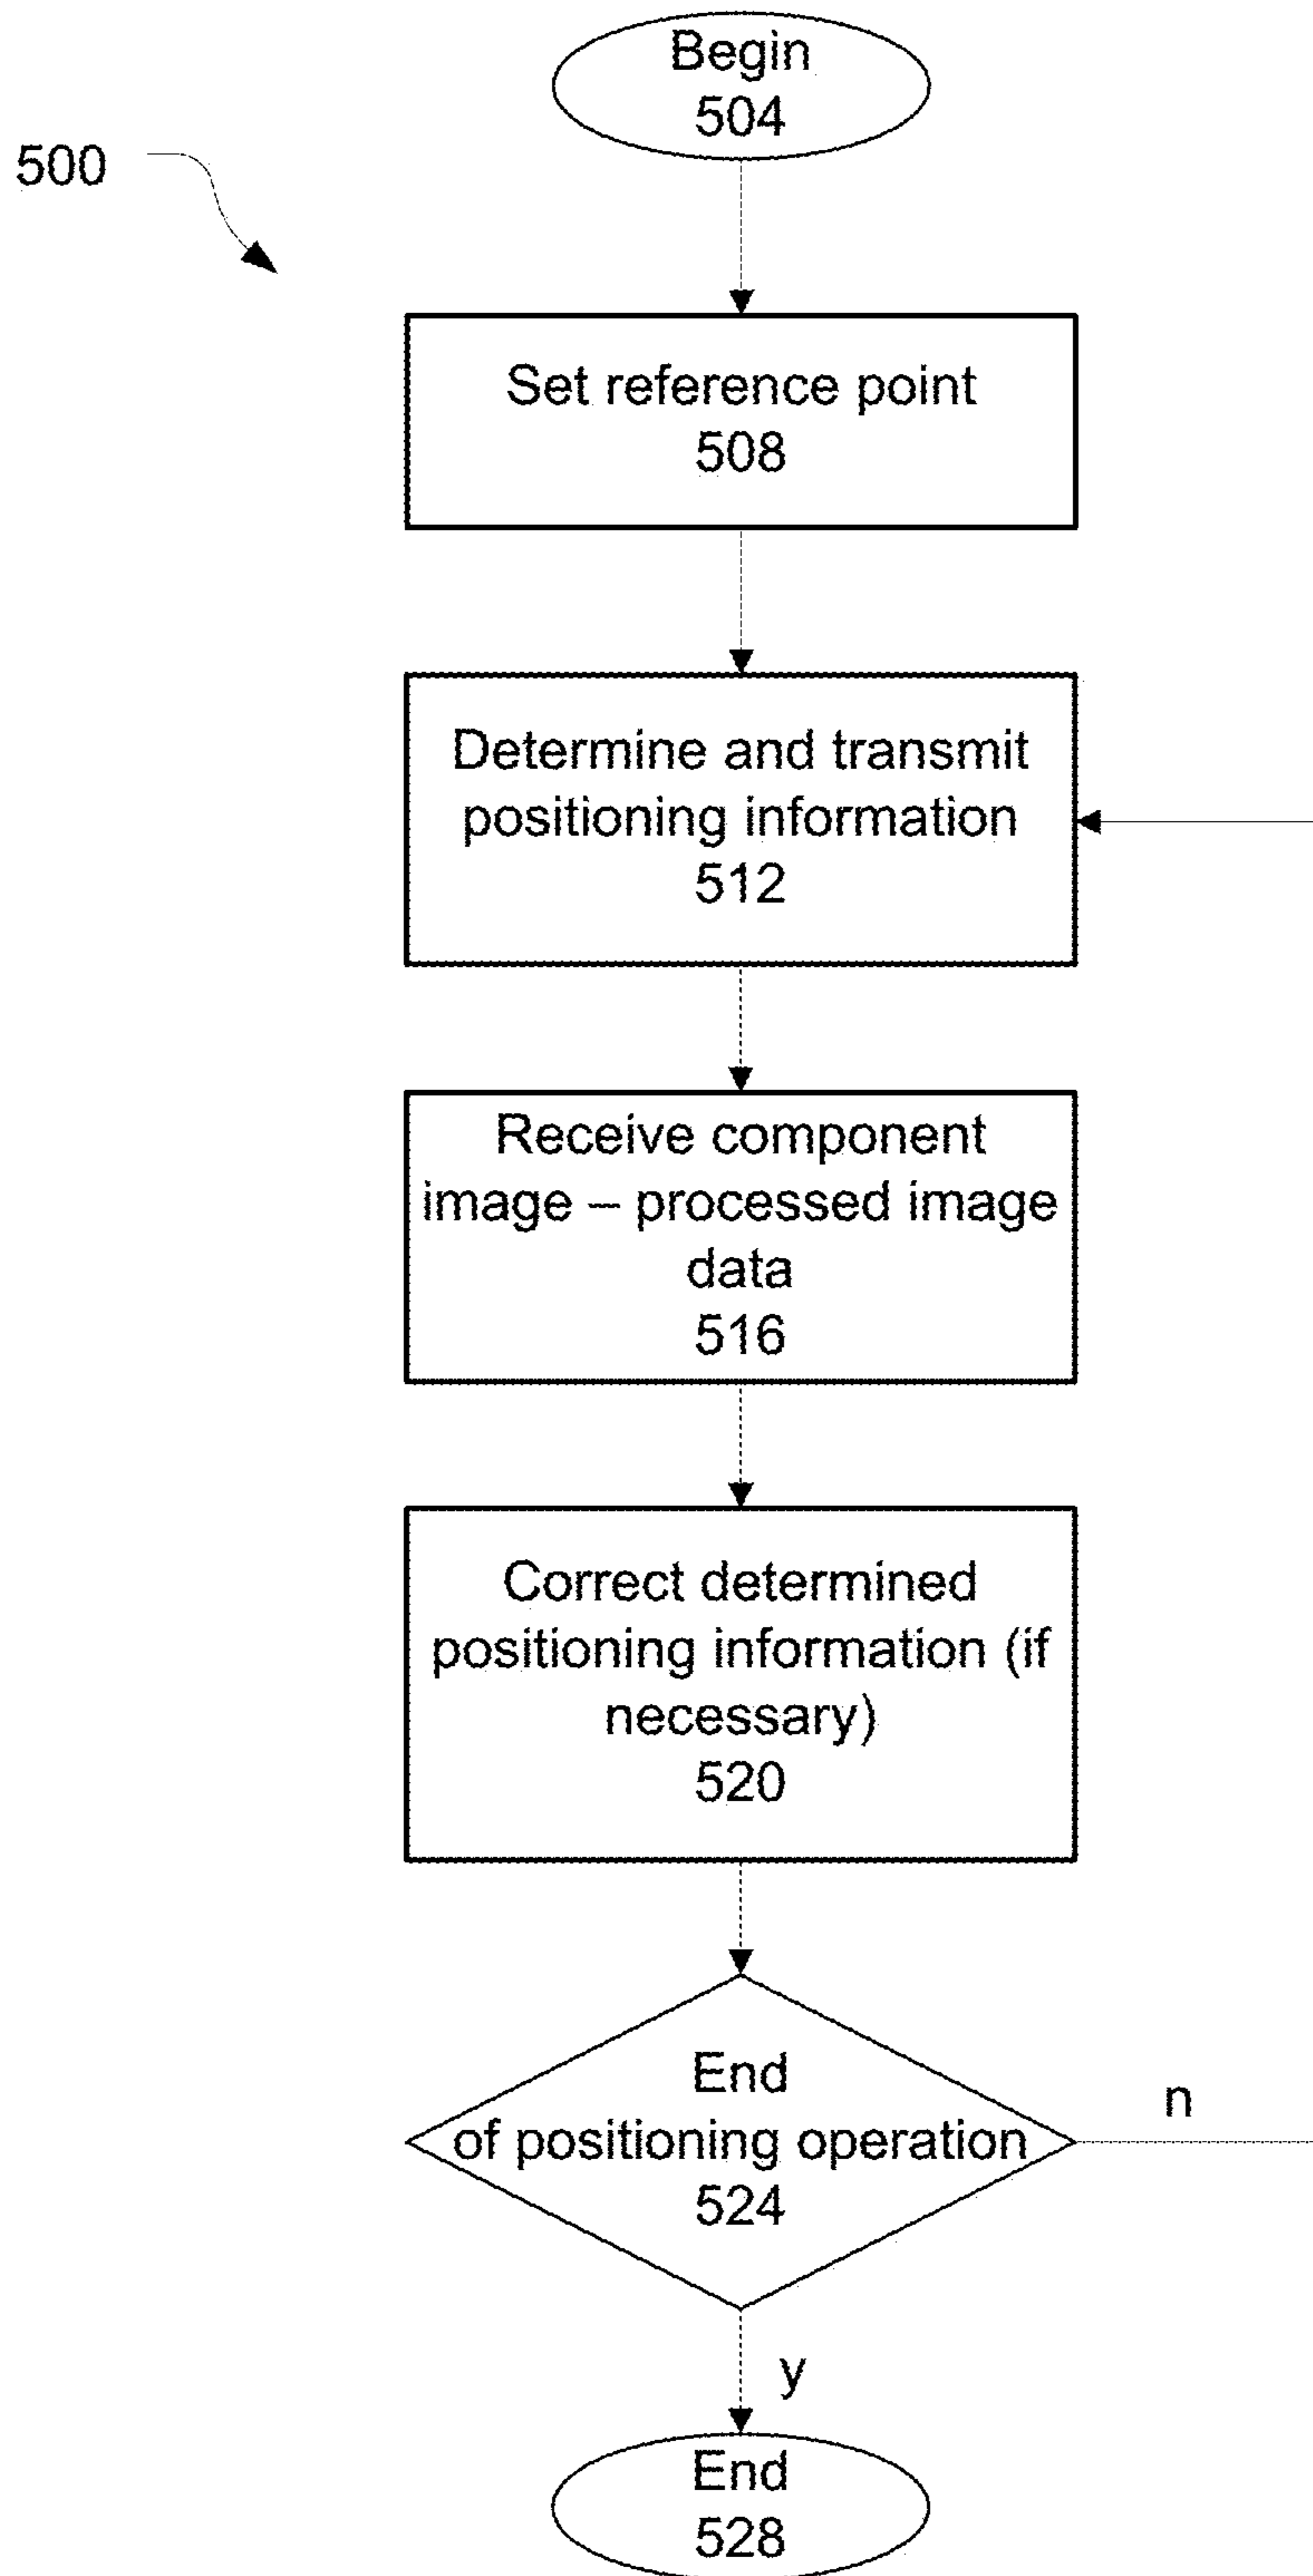 Begin
504
500
Set reference point
508
Determine and transmit
positioning information
512
Receive component
image – processed image
data
516
Correct determined
positioning information (if
necessary)
520
End
of positioning operation
524
n
y
End
528